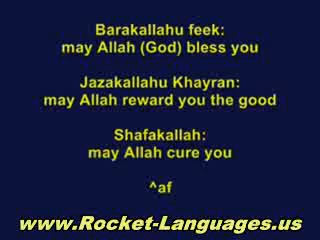 Barakallahu feek:
may Allah (God) bless you
Jazakallahu Khayran:
may Allah reward you the good
Shafakallah:
may Allah cure you
^af
www.Rocket-Languages.us